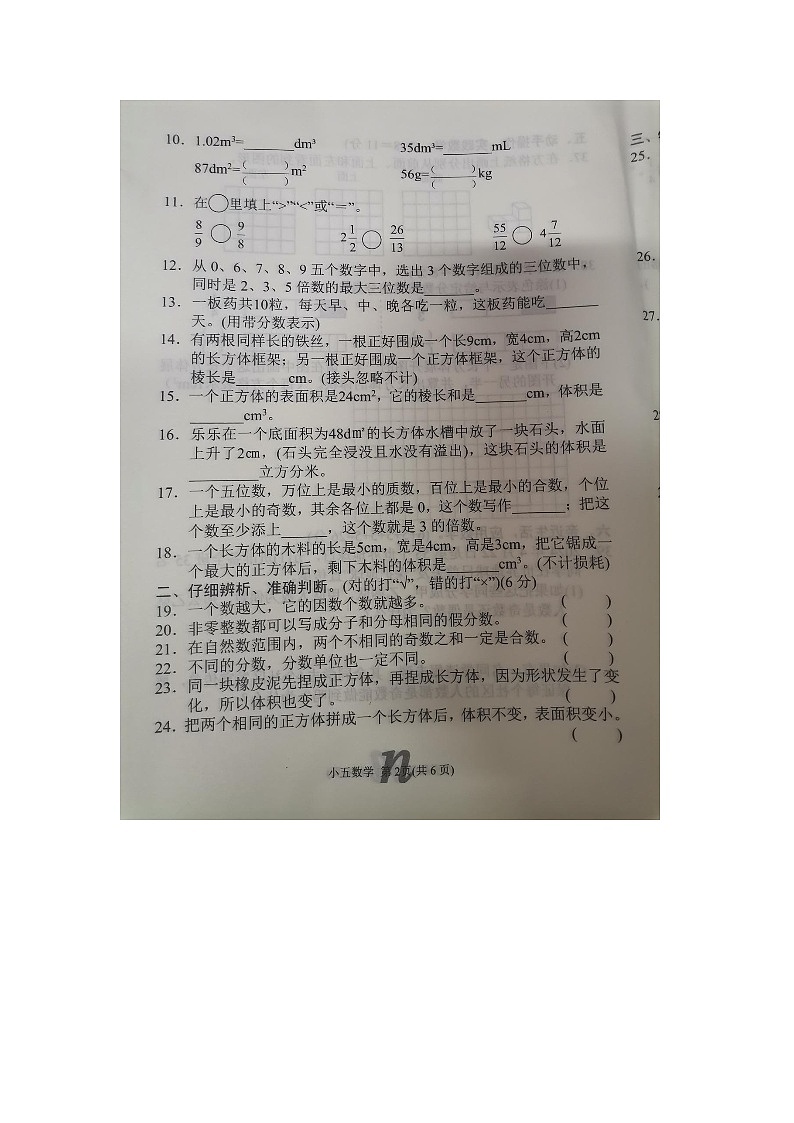 10. 1.02m³=______dm³  35dm³=______mL
87dm²=(  )/(  ) m²  56g=(  )/(  ) kg
11. 在○里填上“>”“<”或“=”。
8/9 ○ 9/8  2 1/2 ○ 26/13  55/12 ○ 4 7/12
12. 从 0、6、7、8、9 五个数字中，选出 3 个数字组成的三位数中，
同时是 2、3、5 倍数的最大三位数是______。
13. 一板药共10粒，每天早、中、晚各吃一粒，这板药能吃______
天。(用带分数表示)
14. 有两根同样长的铁丝，一根正好围成一个长9cm，宽4cm，高2cm
的长方体框架；另一根正好围成一个正方体框架，这个正方体的
棱长是______cm。(接头忽略不计)
15. 一个正方体的表面积是24cm²，它的棱长和是______cm，体积是
______cm³。
16. 乐乐在一个底面积为48dm²的长方体水槽中放了一块石头，水面
上升了2cm，(石头完全浸没且水没有溢出)，这块石头的体积是
______立方分米。
17. 一个五位数，万位上是最小的质数，百位上是最小的合数，个位
上是最小的奇数，其余各位上都是 0，这个数写作______；把这
个数至少添上______，这个数就是 3 的倍数。
18. 一个长方体的木料的长是5cm，宽是4cm，高是3cm，把它锯成一
个最大的正方体后，剩下木料的体积是______cm³。(不计损耗)
二、仔细辨析、准确判断。(对的打“√”，错的打“×”)(6 分)
19. 一个数越大，它的因数个数就越多。 (  )
20. 非零整数都可以写成分子和分母相同的假分数。 (  )
21. 在自然数范围内，两个不相同的奇数之和一定是合数。 (  )
22. 不同的分数，分数单位也一定不同。 (  )
23. 同一块橡皮泥先捏成正方体，再捏成长方体，因为形状发生了变
化，所以体积也变了。 (  )
24. 把两个相同的正方体拼成一个长方体后，体积不变，表面积变小。
(  )
小五数学 第 2页(共 6 页)
n
三、
25.
26.
27.